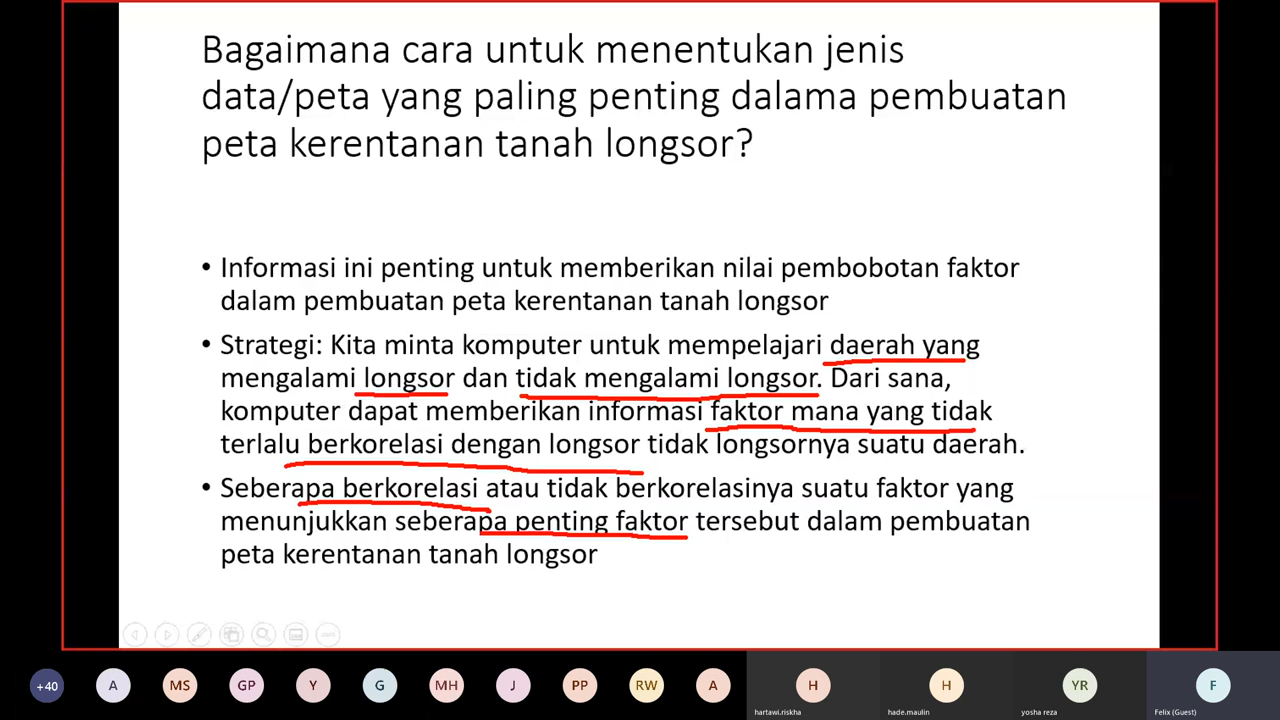 Bagaimana cara untuk menentukan jenis
data/peta yang paling penting dalama pembuatan
peta kerentanan tanah longsor?
• Informasi ini penting untuk memberikan nilai pembobotan faktor
dalam pembuatan peta kerentanan tanah longsor
• Strategi: Kita minta komputer untuk mempelajari daerah yang
mengalami longsor dan tidak mengalami longsor. Dari sana,
komputer dapat memberikan informasi faktor mana yang tidak
terlalu berkorelasi dengan longsor tidak longsornya suatu daerah.
• Seberapa berkorelasi atau tidak berkorelasinya suatu faktor yang
menunjukkan seberapa penting faktor tersebut dalam pembuatan
peta kerentanan tanah longsor
+40 A MS GP Y G MH J PP RW A H H YR F
hartawi.riskha hade.maulin yosha reza Felix (Guest)